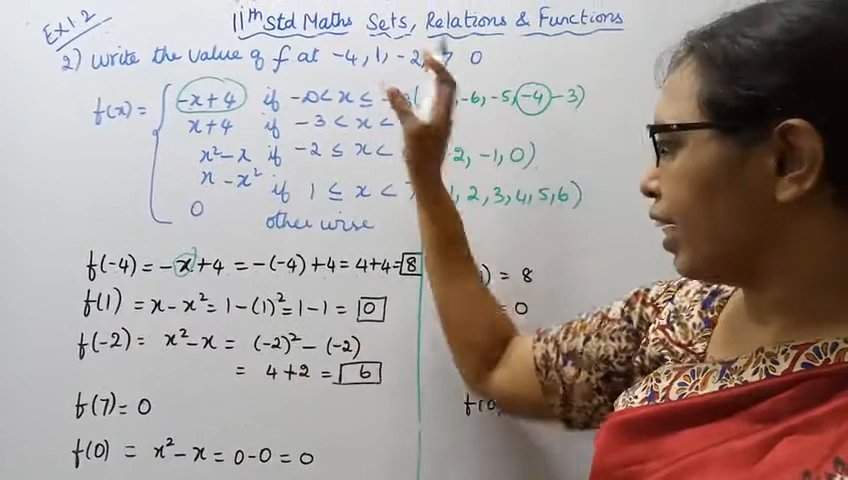 Ex 1.2
11th Std Maths Sets, Relations & Functions
2) write the value of f at -4, 1, -2, 7 0
f(x) =
-x+4 if -∞ < x ≤ -6, -5, -4 -3)
x+4 if -3 < x <
x²-x if -2 ≤ x < -2, -1, 0)
x-x² if 1 ≤ x < 7 1, 2, 3, 4, 5, 6)
0 otherwise
f(-4) = -x+4 = -(-4)+4 = 4+4 = 8
f(1) = x-x² = 1-(1)² = 1-1 = 0
f(-2) = x²-x = (-2)² - (-2)
= 4+2 = 6
f(7) = 0
f(0) = x²-x = 0-0 = 0
) = 8
= 0
f(0